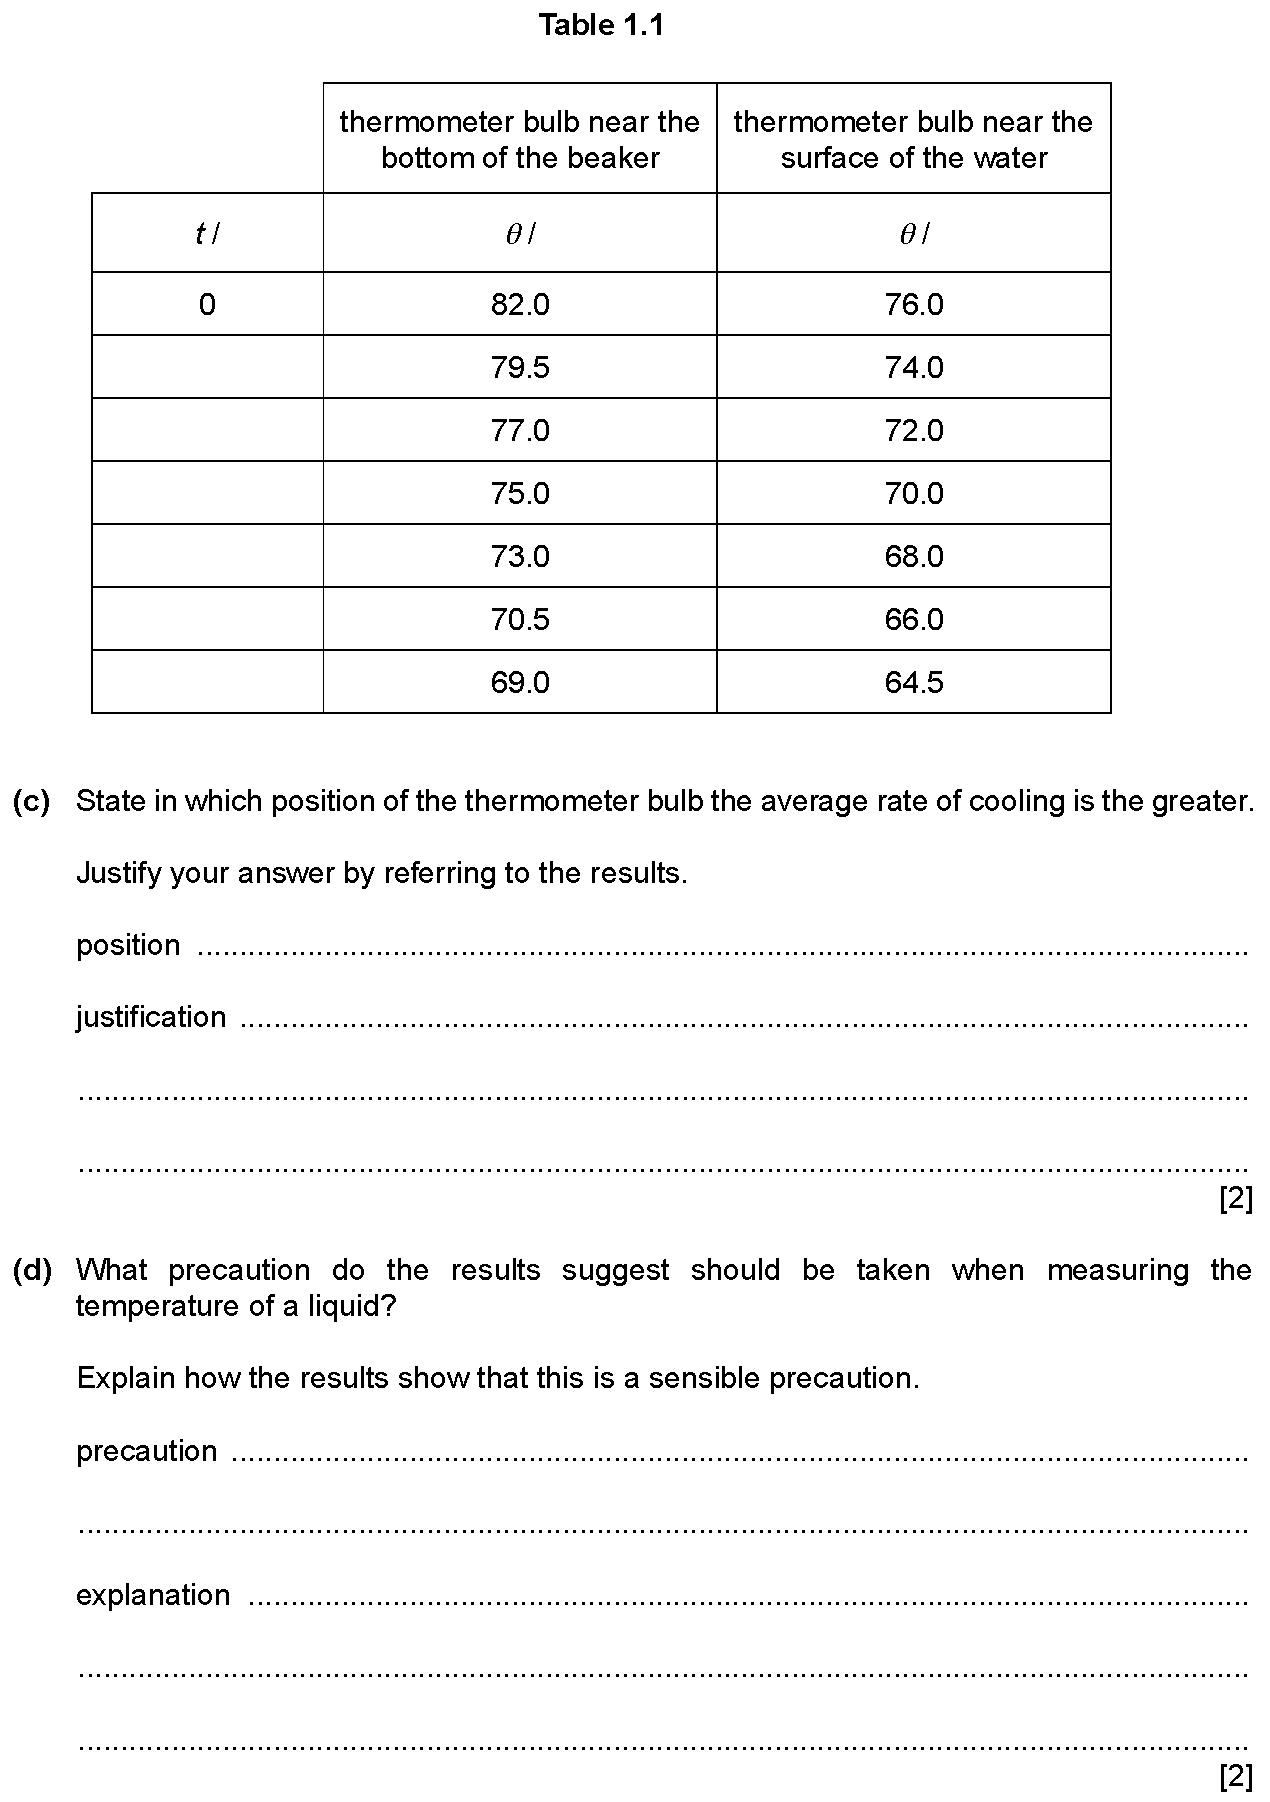 Table 1.1
thermometer bulb near the bottom of the beaker
thermometer bulb near the surface of the water
t /
θ /
θ /
0
82.0
76.0
79.5
74.0
77.0
72.0
75.0
70.0
73.0
68.0
70.5
66.0
69.0
64.5
(c) State in which position of the thermometer bulb the average rate of cooling is the greater.
Justify your answer by referring to the results.
position ..........................................................................................................................
justification .....................................................................................................................
..........................................................................................................................................
..........................................................................................................................................
[2]
(d) What precaution do the results suggest should be taken when measuring the
temperature of a liquid?
Explain how the results show that this is a sensible precaution.
precaution ......................................................................................................................
..........................................................................................................................................
explanation ....................................................................................................................
..........................................................................................................................................
..........................................................................................................................................
[2]